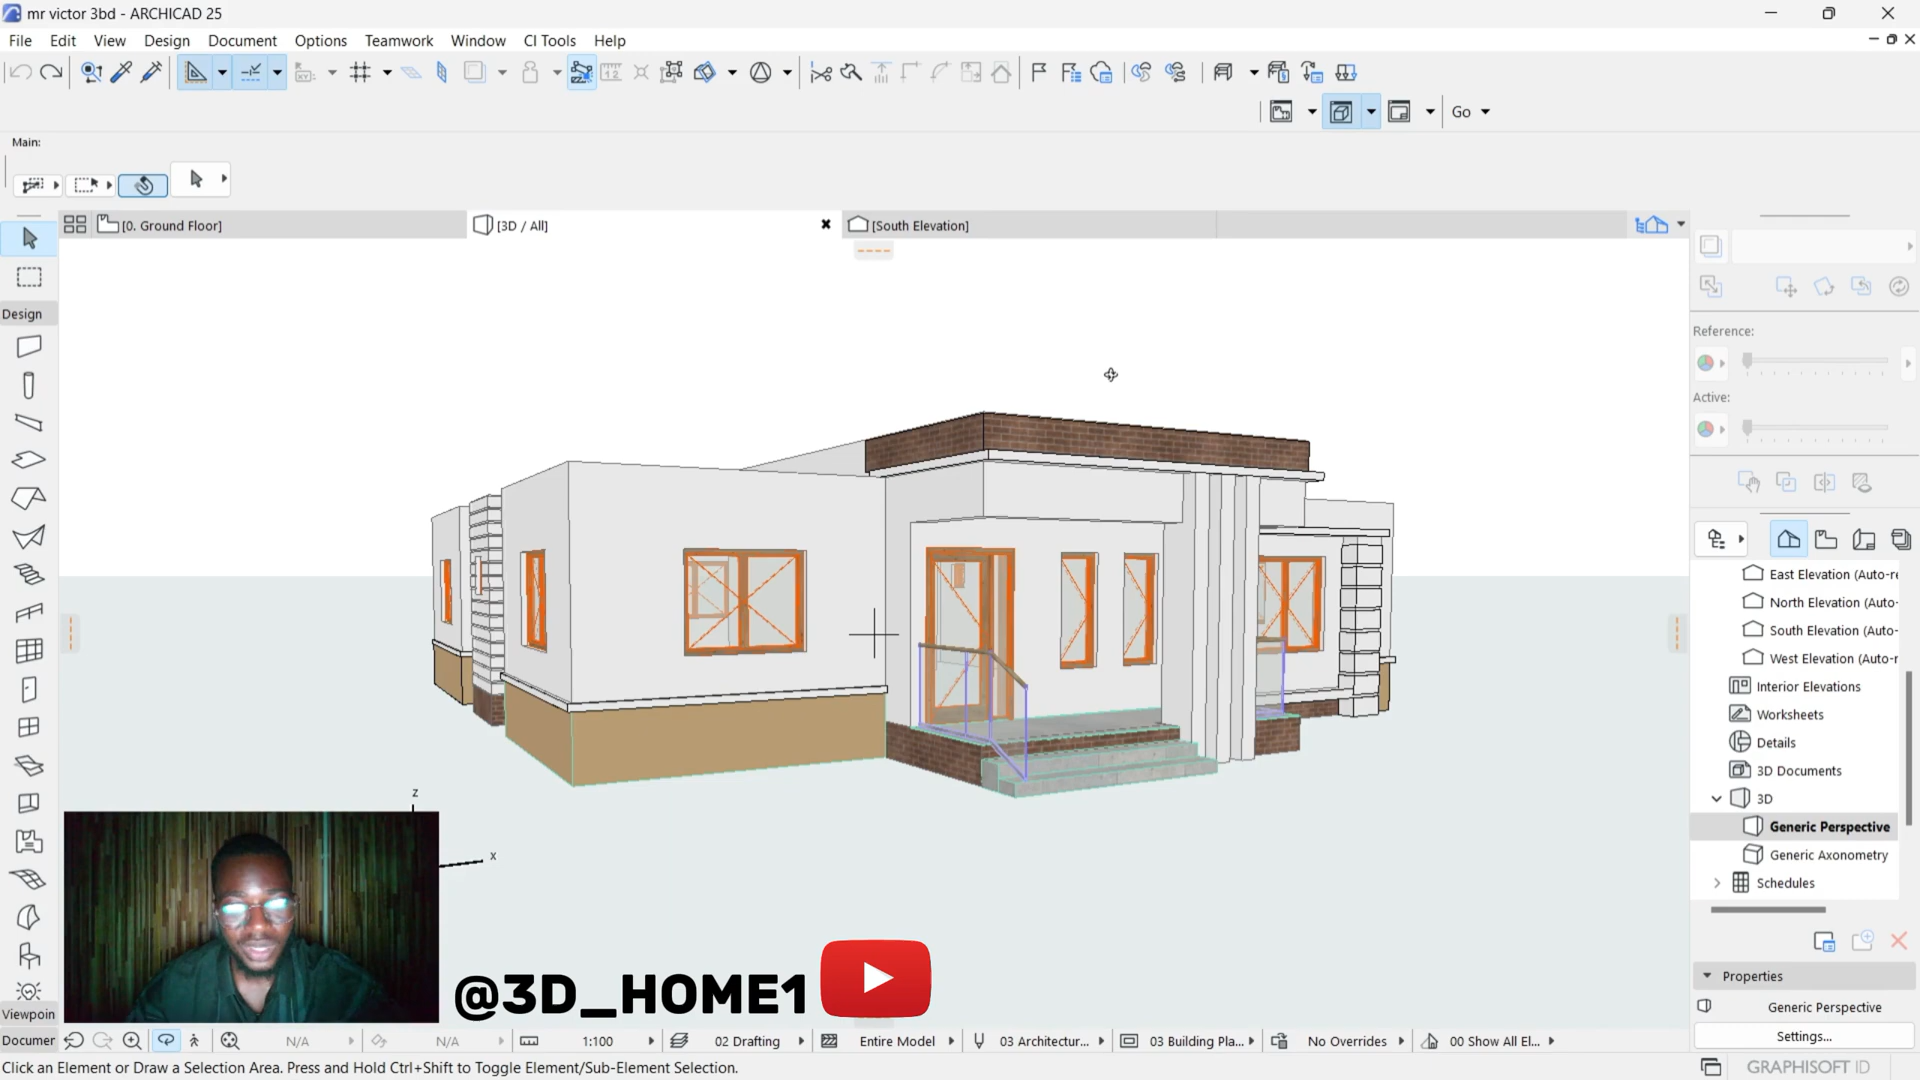 mr victor 3bd - ARCHICAD 25
File Edit View Design Document Options Teamwork Window CI Tools Help
Go
Main:
[0. Ground Floor] [3D / All] [South Elevation]
Design
Reference:
Active:
East Elevation (Auto-re
North Elevation (Auto-
South Elevation (Auto-
West Elevation (Auto-r
Interior Elevations
Worksheets
Details
3D Documents
3D
Generic Perspective
Generic Axonometry
Schedules
z
x
@3D_HOME1
Properties
Generic Perspective
Settings...
Viewpoin
Documer N/A N/A 1:100 02 Drafting Entire Model 03 Architectur... 03 Building Pla... No Overrides 00 Show All El...
Click an Element or Draw a Selection Area. Press and Hold Ctrl+Shift to Toggle Element/Sub-Element Selection.
GRAPHISOFT ID